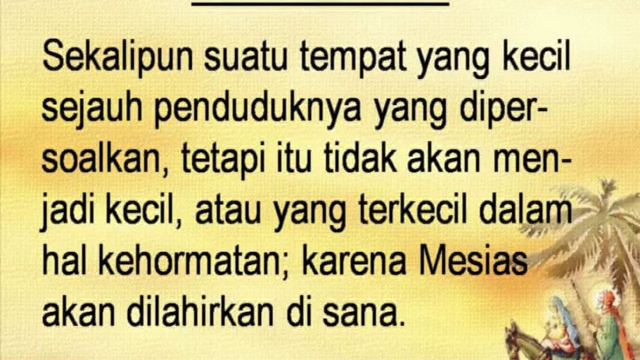 Sekalipun suatu tempat yang kecil
sejauh penduduknya yang diper-
soalkan, tetapi itu tidak akan men-
jadi kecil, atau yang terkecil dalam
hal kehormatan; karena Mesias
akan dilahirkan di sana.